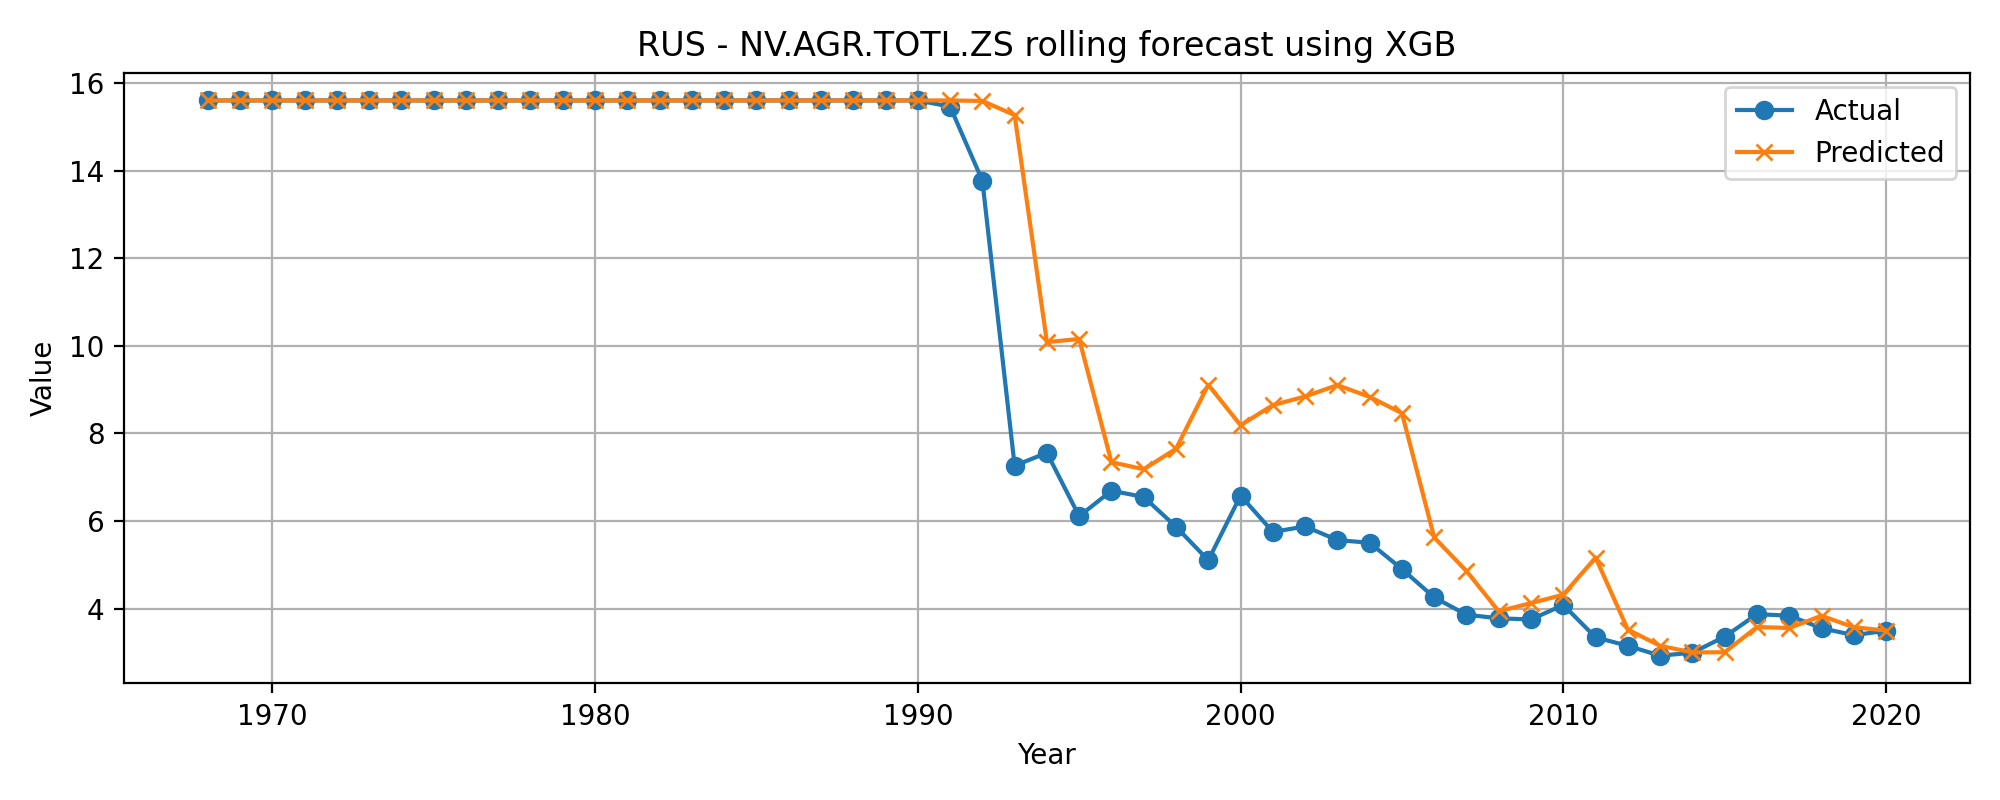 RUS - NV.AGR.TOTL.ZS rolling forecast using XGB
16
14
12
10
8
6
4
Value
Actual
Predicted
1970
1980
1990
2000
2010
2020
Year